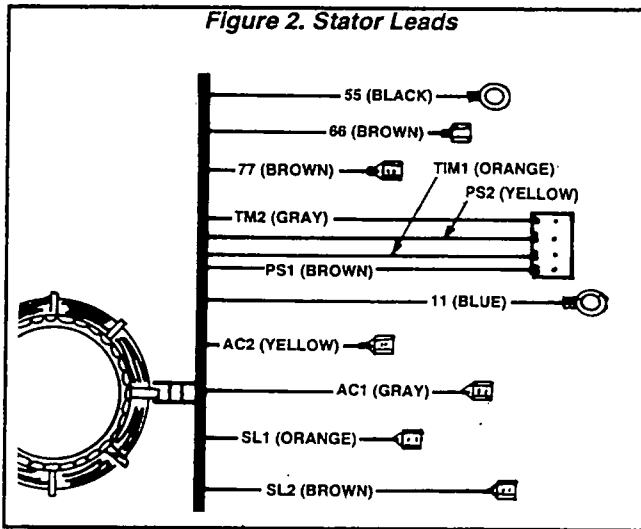 Figure 2. Stator Leads
55 (BLACK)
66 (BROWN)
77 (BROWN)
TIM1 (ORANGE)
PS2 (YELLOW)
TM2 (GRAY)
PS1 (BROWN)
11 (BLUE)
AC2 (YELLOW)
AC1 (GRAY)
SL1 (ORANGE)
SL2 (BROWN)